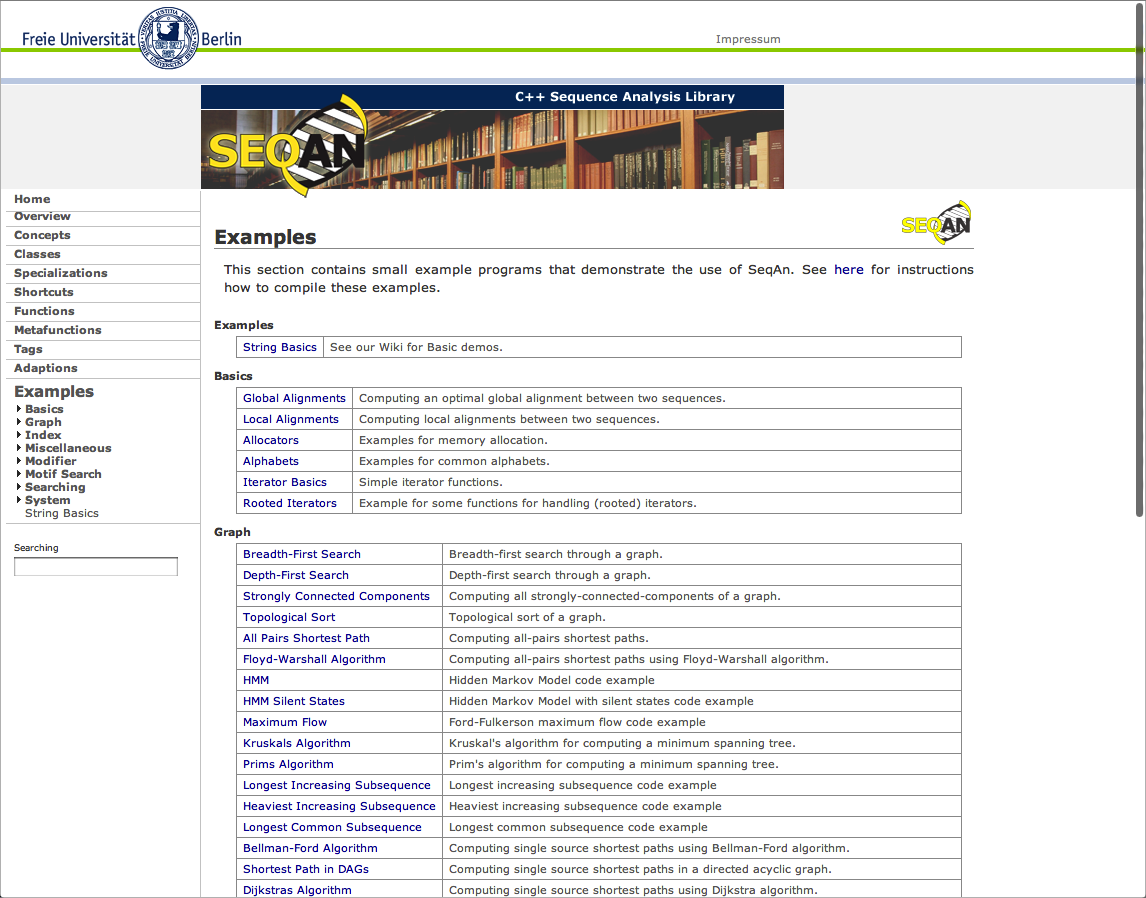 Freie Universität Berlin
Impressum
C++ Sequence Analysis Library
SEQAN
Home
Overview
Concepts
Classes
Specializations
Shortcuts
Functions
Metafunctions
Tags
Adaptions
Examples
Basics
Graph
Index
Miscellaneous
Modifier
Motif Search
Searching
System
String Basics
Searching
SEQAN
Examples
This section contains small example programs that demonstrate the use of SeqAn. See here for instructions
how to compile these examples.
Examples
String Basics See our Wiki for Basic demos.
Basics
Global Alignments Computing an optimal global alignment between two sequences.
Local Alignments Computing local alignments between two sequences.
Allocators Examples for memory allocation.
Alphabets Examples for common alphabets.
Iterator Basics Simple iterator functions.
Rooted Iterators Example for some functions for handling (rooted) iterators.
Graph
Breadth-First Search Breadth-first search through a graph.
Depth-First Search Depth-first search through a graph.
Strongly Connected Components Computing all strongly-connected-components of a graph.
Topological Sort Topological sort of a graph.
All Pairs Shortest Path Computing all-pairs shortest paths.
Floyd-Warshall Algorithm Computing all-pairs shortest paths using Floyd-Warshall algorithm.
HMM Hidden Markov Model code example
HMM Silent States Hidden Markov Model with silent states code example
Maximum Flow Ford-Fulkerson maximum flow code example
Kruskals Algorithm Kruskal's algorithm for computing a minimum spanning tree.
Prims Algorithm Prim's algorithm for computing a minimum spanning tree.
Longest Increasing Subsequence Longest increasing subsequence code example
Heaviest Increasing Subsequence Heaviest increasing subsequence code example
Longest Common Subsequence Longest common subsequence code example
Bellman-Ford Algorithm Computing single source shortest paths using Bellman-Ford algorithm.
Shortest Path in DAGs Computing single source shortest paths in a directed acyclic graph.
Dijkstras Algorithm Computing single source shortest paths using Dijkstra algorithm.